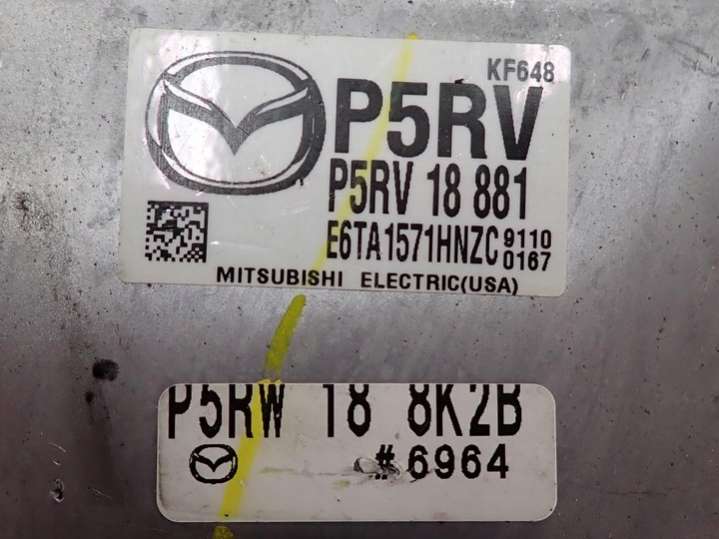 KF648
P5RV
P5RV 18 881
E6TA1571HNZC 9110
0167
MITSUBISHI ELECTRIC(USA)
P5RW 18 8K2B
#6964